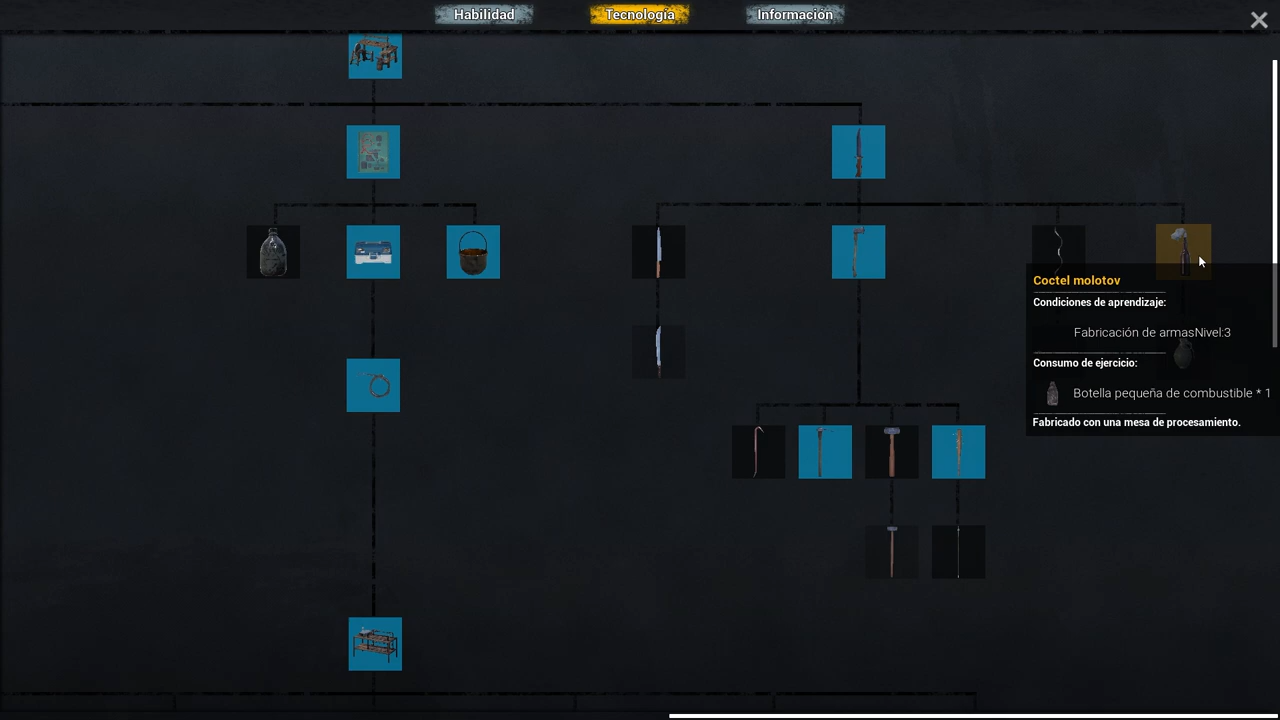 Habilidad
Tecnología
Información
Coctel molotov
Condiciones de aprendizaje:
Fabricación de armasNivel:3
Consumo de ejercicio:
Botella pequeña de combustible * 1
Fabricado con una mesa de procesamiento.